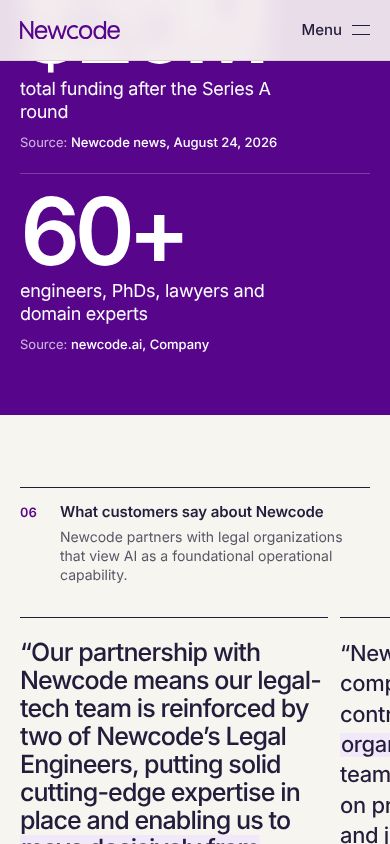 Newcode
Menu
total funding after the Series A
round
Source: Newcode news, August 24, 2026
60+
engineers, PhDs, lawyers and
domain experts
Source: newcode.ai, Company
06
What customers say about Newcode
Newcode partners with legal organizations
that view AI as a foundational operational
capability.
“Our partnership with
Newcode means our legal-
tech team is reinforced by
two of Newcode’s Legal
Engineers, putting solid
cutting-edge expertise in
place and enabling us to
“New
comp
contr
organ
team
on pr
and i